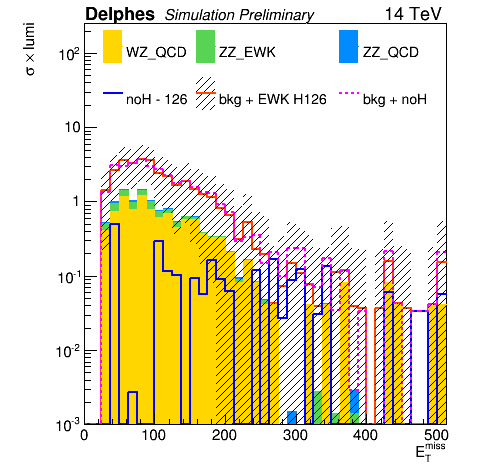 Delphes Simulation Preliminary 14 TeV
σ × lumi
WZ_QCD ZZ_EWK ZZ_QCD
noH - 126 bkg + EWK H126 bkg + noH
10²
10
1
10⁻¹
10⁻²
10⁻³
0 100 200 300 400 500
E_T^miss